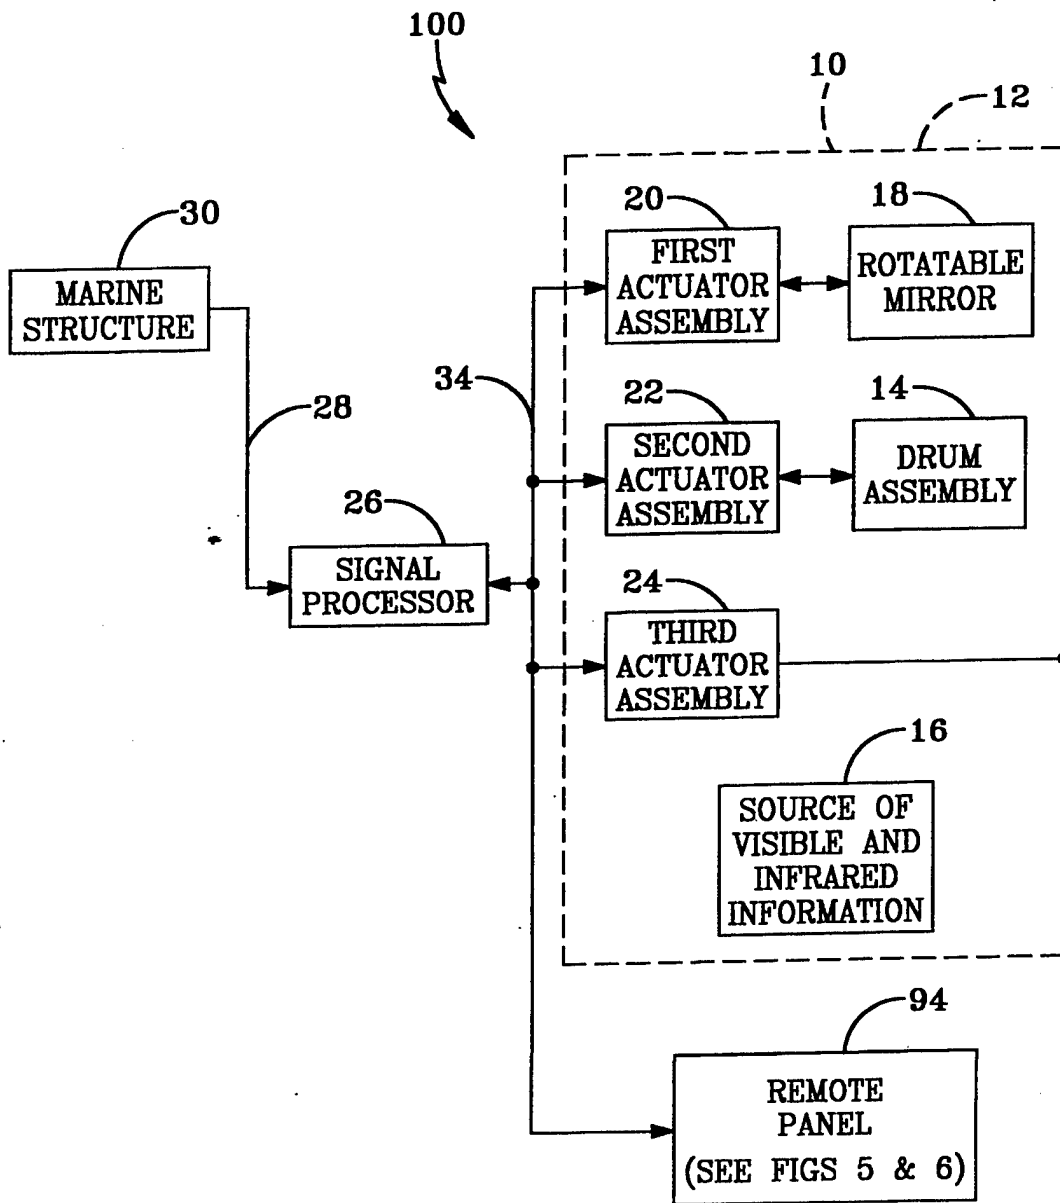 100
10
12
30
MARINE
STRUCTURE
20
FIRST
ACTUATOR
ASSEMBLY
18
ROTATABLE
MIRROR
28
34
22
SECOND
ACTUATOR
ASSEMBLY
14
DRUM
ASSEMBLY
26
SIGNAL
PROCESSOR
24
THIRD
ACTUATOR
ASSEMBLY
16
SOURCE OF
VISIBLE AND
INFRARED
INFORMATION
94
REMOTE
PANEL
(SEE FIGS 5 & 6)